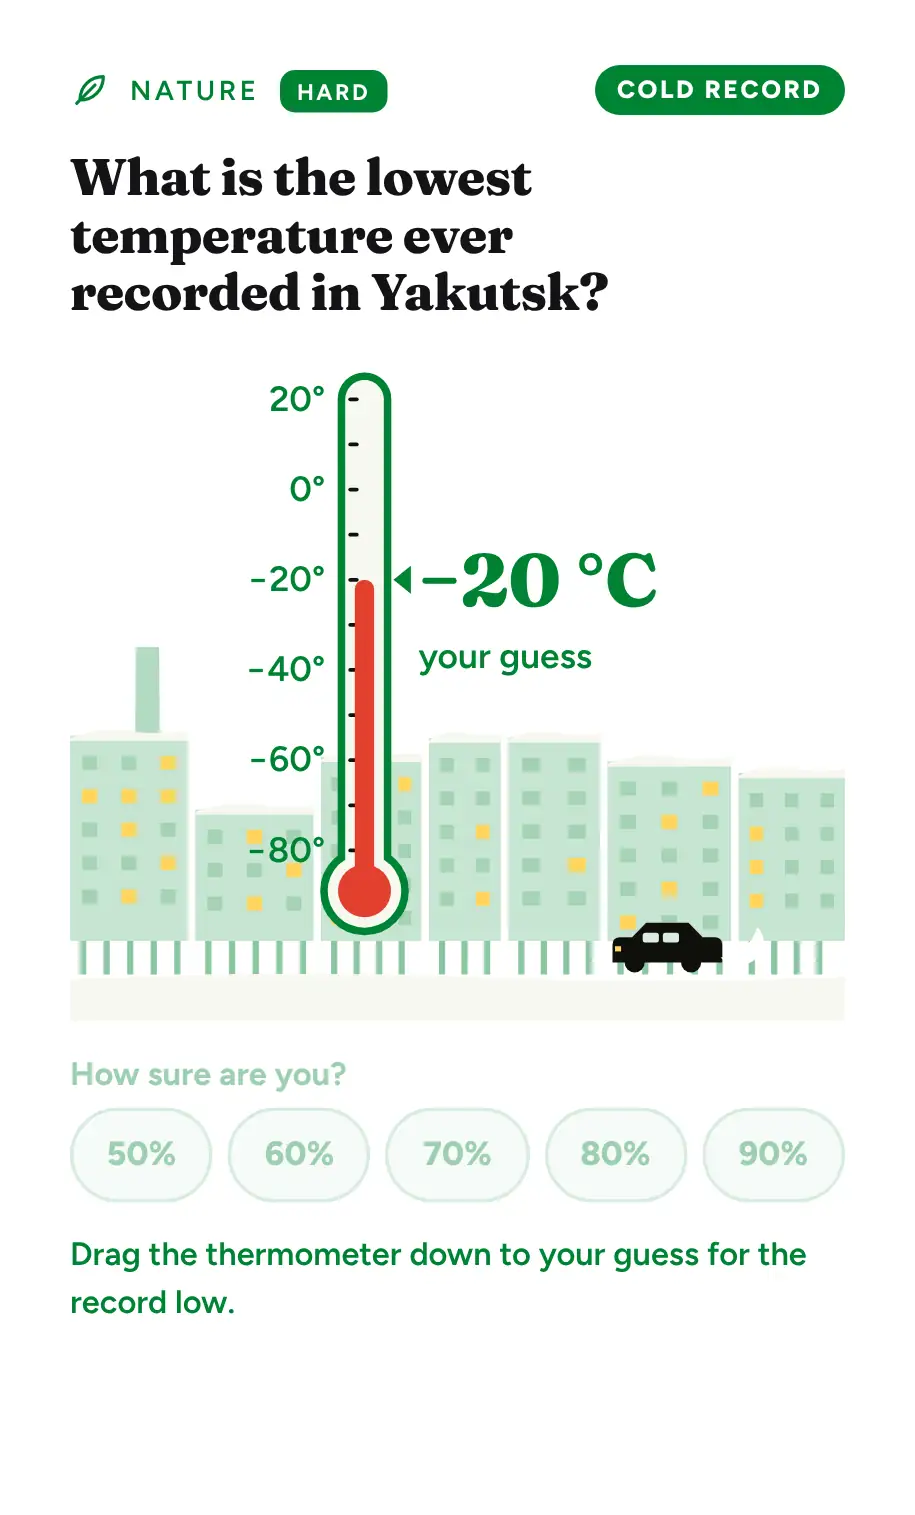 NATURE HARD COLD RECORD
What is the lowest
temperature ever
recorded in Yakutsk?
20°
0°
−20° −20 °C
your guess
−40°
−60°
−80°
How sure are you?
50% 60% 70% 80% 90%
Drag the thermometer down to your guess for the
record low.